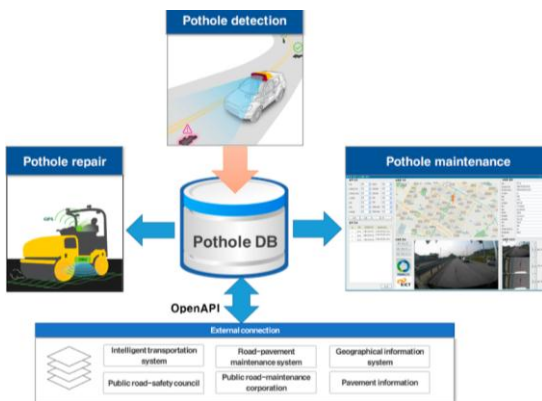 Pothole detection
Pothole repair
Pothole maintenance
GPS
Pothole DB
OpenAPI
External connection
Intelligent transportation
system
Road-pavement
maintenance system
Geographical information
system
Public road-safety council
Public road-maintenance
corporation
Pavement information